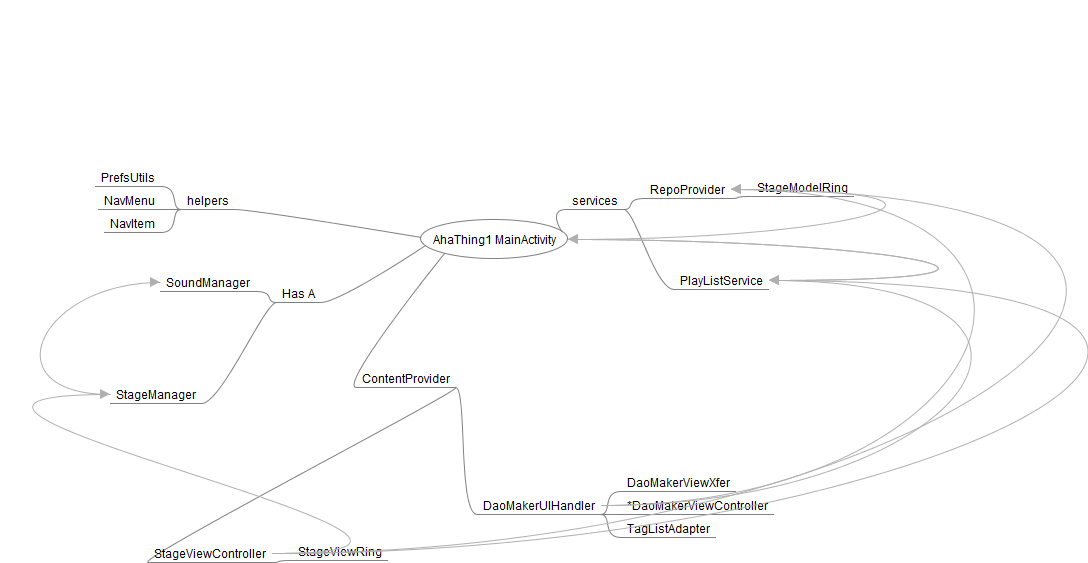 PrefsUtils
NavMenu
NavItem
helpers
SoundManager
Has A
StageManager
AhaThing1 MainActivity
services
RepoProvider
StageModelRing
PlayListService
ContentProvider
DaoMakerUIHandler
DaoMakerViewXfer
*DaoMakerViewController
TagListAdapter
StageViewController
StageViewRing